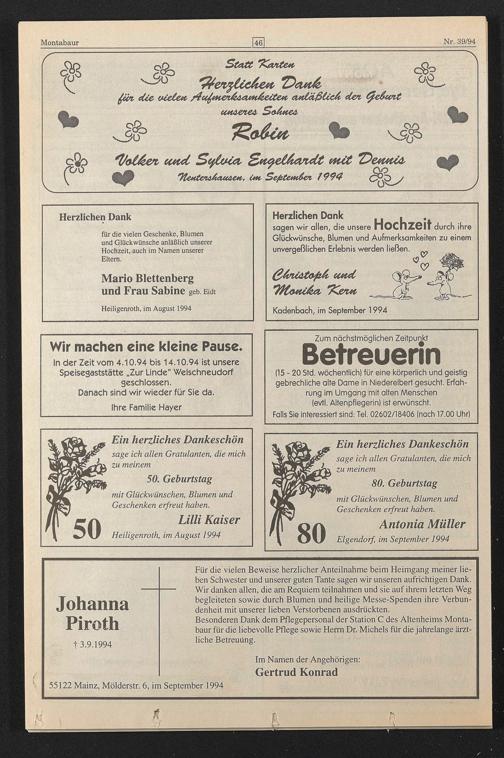 Montabaur
46
Nr. 39/94
Statt Karten
Herzlichen Dank
für die vielen Aufmerksamkeiten anläßlich der Geburt
unseres Sohnes
Robin
Volker und Sylvia Engelhardt mit Dennis
Nentershausen, im September 1994
Herzlichen Dank
für die vielen Geschenke, Blumen
und Glückwünsche anläßlich unserer
Hochzeit, auch im Namen unserer
Eltern.
Mario Blettenberg
und Frau Sabine geb. Eidt
Heiligenroth, im August 1994
Herzlichen Dank
sagen wir allen, die unsere Hochzeit durch ihre
Glückwünsche, Blumen und Aufmerksamkeiten zu einem
unvergeßlichen Erlebnis werden ließen.
Christoph und
Monika Kern
Kadenbach, im September 1994
Wir machen eine kleine Pause.
In der Zeit vom 4.10.94 bis 14.10.94 ist unsere
Speisegaststätte „Zur Linde" Welschneudorf
geschlossen.
Danach sind wir wieder für Sie da.
Ihre Familie Hayer
Zum nächstmöglichen Zeitpunkt
Betreuerin
(15 - 20 Std. wöchentlich) für eine körperlich und geistig
gebrechliche alte Dame in Niederelbert gesucht. Erfah-
rung im Umgang mit alten Menschen
(evtl. Altenpflegerin) ist erwünscht.
Falls Sie interessiert sind: Tel. 02602/18406 (nach 17.00 Uhr)
Ein herzliches Dankeschön
sage ich allen Gratulanten, die mich
zu meinem
50. Geburtstag
mit Glückwünschen, Blumen und
Geschenken erfreut haben.
Lilli Kaiser
50
Heiligenroth, im August 1994
Ein herzliches Dankeschön
sage ich allen Gratulanten, die mich
zu meinem
80. Geburtstag
mit Glückwünschen, Blumen und
Geschenken erfreut haben.
Antonia Müller
80
Elgendorf, im September 1994
Johanna
Piroth
† 3.9.1994
Für die vielen Beweise herzlicher Anteilnahme beim Heimgang meiner lie-
ben Schwester und unserer guten Tante sagen wir unseren aufrichtigen Dank.
Wir danken allen, die am Requiem teilnahmen und sie auf ihrem letzten Weg
begleiteten sowie durch Blumen und heilige Messe-Spenden ihre Verbun-
denheit mit unserer lieben Verstorbenen ausdrückten.
Besonderen Dank dem Pflegepersonal der Station C des Altenheims Monta-
baur für die liebevolle Pflege sowie Herrn Dr. Michels für die jahrelange ärzt-
liche Betreuung.
Im Namen der Angehörigen:
Gertrud Konrad
55122 Mainz, Mölderstr. 6, im September 1994